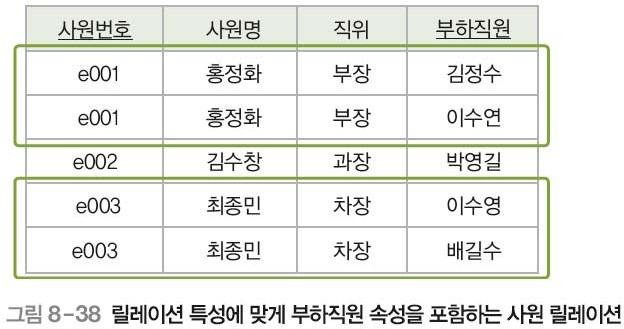 사원번호 사원명 직위 부하직원
e001 홍정화 부장 김정수
e001 홍정화 부장 이수연
e002 김수창 과장 박영길
e003 최종민 차장 이수영
e003 최종민 차장 배길수
그림 8-38 릴레이션 특성에 맞게 부하직원 속성을 포함하는 사원 릴레이션